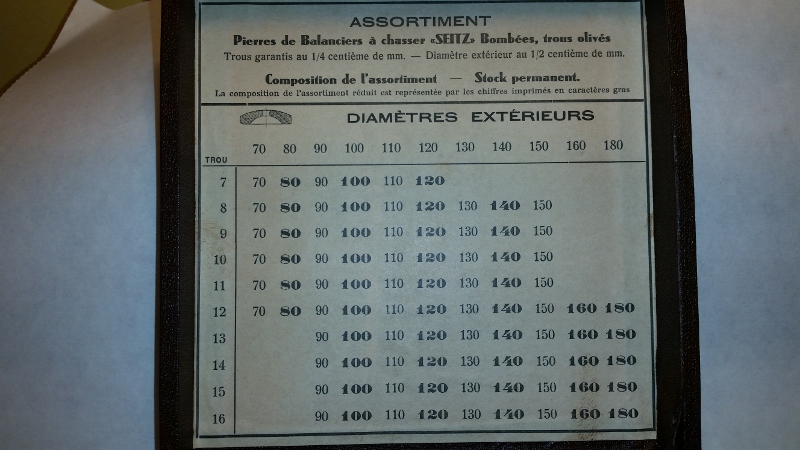 ASSORTIMENT
Pierres de Balanciers à chasser «SEITZ» Bombées, trous olivés
Trous garantis au 1/4 centième de mm. — Diamètre extérieur au 1/2 centième de mm.
Composition de l'assortiment — Stock permanent.
La composition de l'assortiment réduit est représentée par les chiffres imprimés en caractères gras
DIAMÈTRES EXTÉRIEURS
TROU 70 80 90 100 110 120 130 140 150 160 180
7 70 80 90 100 110 120
8 70 80 90 100 110 120 130 140 150
9 70 80 90 100 110 120 130 140 150
10 70 80 90 100 110 120 130 140 150
11 70 80 90 100 110 120 130 140 150
12 70 80 90 100 110 120 130 140 150 160 180
13 90 100 110 120 130 140 150 160 180
14 90 100 110 120 130 140 150 160 180
15 90 100 110 120 130 140 150 160 180
16 90 100 110 120 130 140 150 160 180